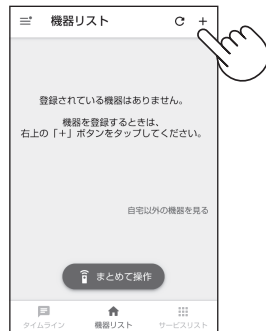 機器リスト
登録されている機器はありません。
機器を登録するときは、
右上の「+」ボタンをタップしてください。
自宅以外の機器を見る
まとめて操作
タイムライン 機器リスト サービスリスト